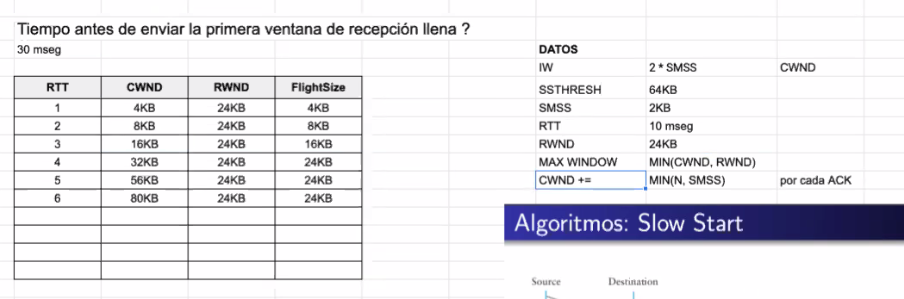 Tiempo antes de enviar la primera ventana de recepción llena ?
30 mseg
RTT CWND RWND FlightSize
1 4KB 24KB 4KB
2 8KB 24KB 8KB
3 16KB 24KB 16KB
4 32KB 24KB 24KB
5 56KB 24KB 24KB
6 80KB 24KB 24KB
DATOS
IW 2 * SMSS CWND
SSTHRESH 64KB
SMSS 2KB
RTT 10 mseg
RWND 24KB
MAX WINDOW MIN(CWND, RWND)
CWND += MIN(N, SMSS) por cada ACK
Algoritmos: Slow Start
Source Destination